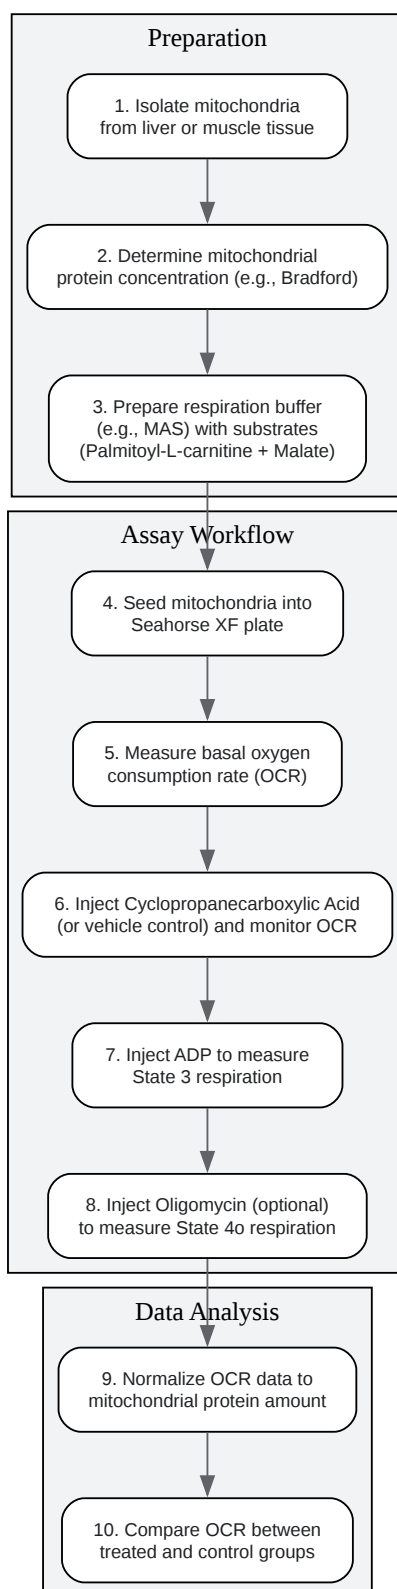 Preparation
1. Isolate mitochondria
from liver or muscle tissue
2. Determine mitochondrial
protein concentration (e.g., Bradford)
3. Prepare respiration buffer
(e.g., MAS) with substrates
(Palmitoyl-L-carnitine + Malate)
Assay Workflow
4. Seed mitochondria into
Seahorse XF plate
5. Measure basal oxygen
consumption rate (OCR)
6. Inject Cyclopropanecarboxylic Acid
(or vehicle control) and monitor OCR
7. Inject ADP to measure
State 3 respiration
8. Inject Oligomycin (optional)
to measure State 4o respiration
Data Analysis
9. Normalize OCR data to
mitochondrial protein amount
10. Compare OCR between
treated and control groups